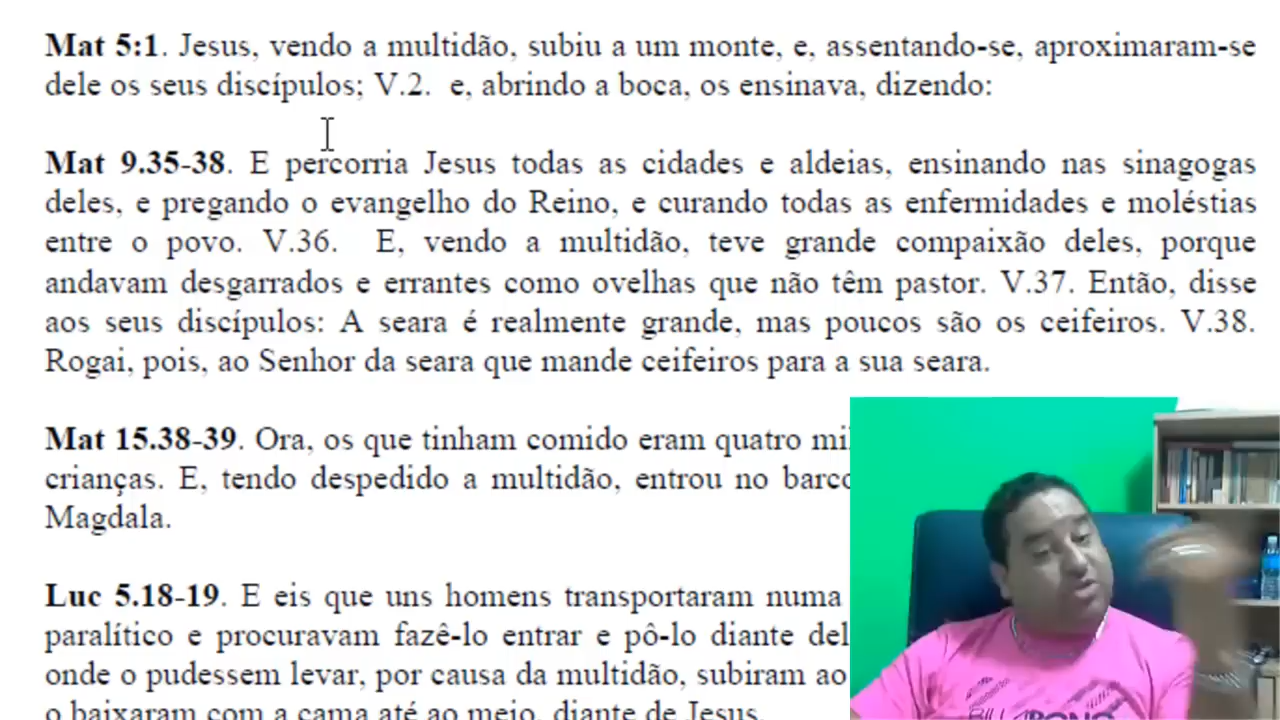 Mat 5:1. Jesus, vendo a multidão, subiu a um monte, e, assentando-se, aproximaram-se
dele os seus discípulos; V.2. e, abrindo a boca, os ensinava, dizendo:
Mat 9.35-38. E percorria Jesus todas as cidades e aldeias, ensinando nas sinagogas
deles, e pregando o evangelho do Reino, e curando todas as enfermidades e moléstias
entre o povo. V.36. E, vendo a multidão, teve grande compaixão deles, porque
andavam desgarrados e errantes como ovelhas que não têm pastor. V.37. Então, disse
aos seus discípulos: A seara é realmente grande, mas poucos são os ceifeiros. V.38.
Rogai, pois, ao Senhor da seara que mande ceifeiros para a sua seara.
Mat 15.38-39. Ora, os que tinham comido eram quatro mi
crianças. E, tendo despedido a multidão, entrou no barco
Magdala.
Luc 5.18-19. E eis que uns homens transportaram numa
paralítico e procuravam fazê-lo entrar e pô-lo diante del
onde o pudessem levar, por causa da multidão, subiram ao
o baixaram com a cama até ao meio, diante de Jesus.